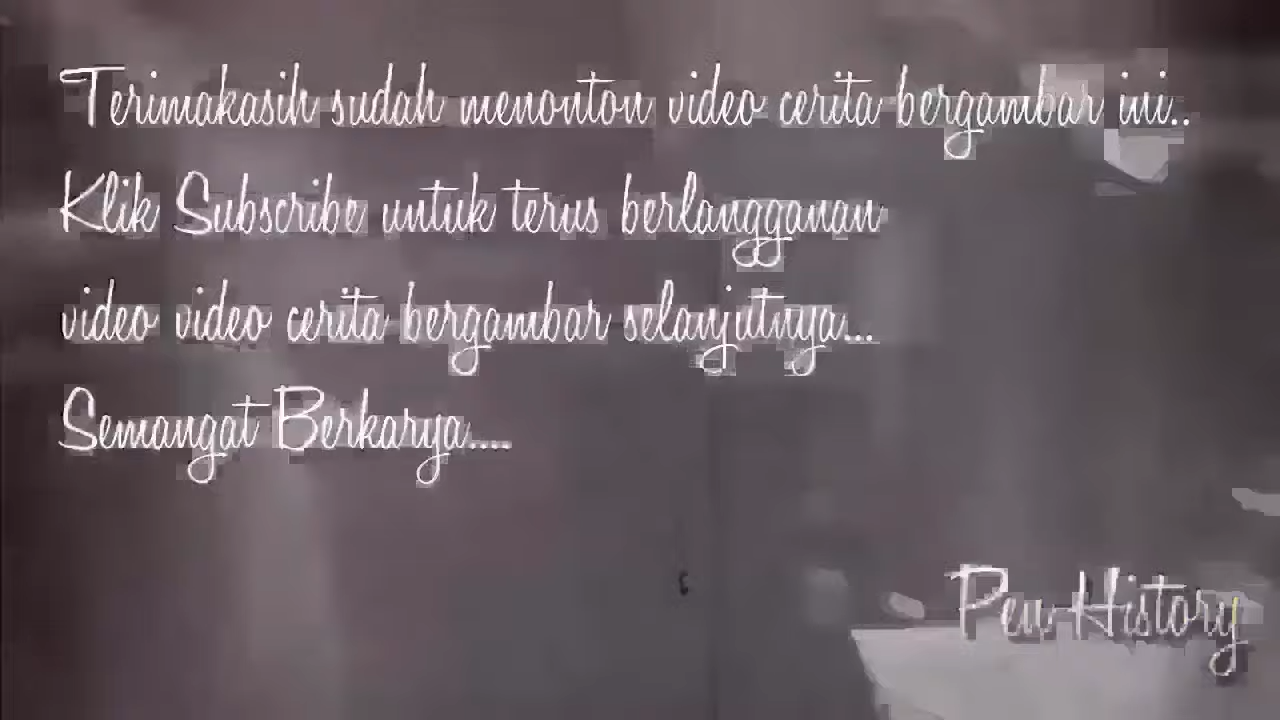 Terimakasih sudah menonton video cerita bergambar ini..
Klik Subscribe untuk terus berlangganan
video video cerita bergambar selanjutnya...
Semangat Berkarya....
Pen History